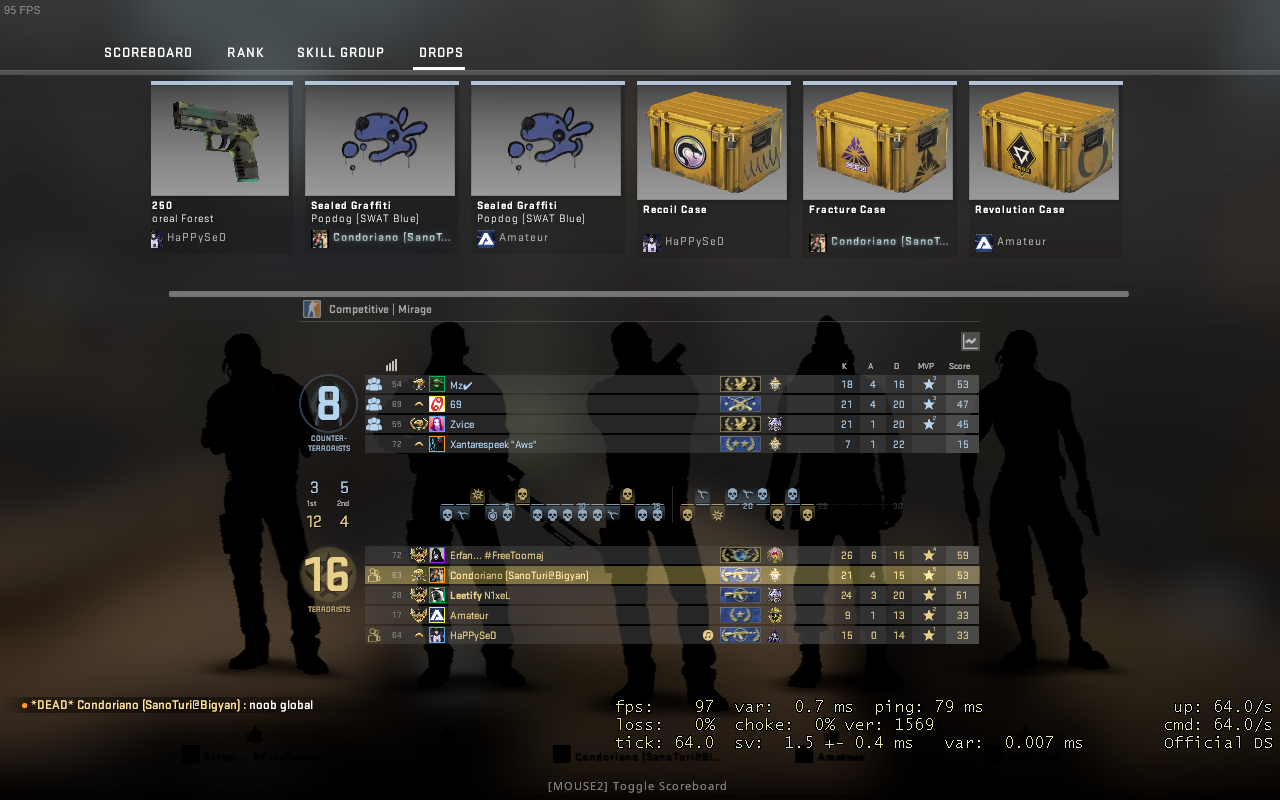 95 FPS
SCOREBOARD RANK SKILL GROUP DROPS
250 Sealed Graffiti Sealed Graffiti Recoil Case Fracture Case Revolution Case
oreal Forest Popdog (SWAT Blue) Popdog (SWAT Blue)
HaPPySeD Condoriano (SanoT... Amateur HaPPySeD Condoriano (SanoT... Amateur
Competitive | Mirage
K A D MVP Score
54 Mz✔ 18 4 16 53
8 69 69 21 4 20 47
COUNTER-TERRORISTS 55 Zvice 21 1 20 45
72 Xantarespeek "Aws" 7 1 22 15
3 5
1st 2nd
12 4
20 30
72 Erfan... #FreeToomaj 26 6 15 59
16 63 Condoriano (SanoTuri@Bigyan) 21 4 15 53
TERRORISTS 28 Leetify N1xeL 24 3 20 51
17 Amateur 9 1 13 33
64 HaPPySeD 15 0 14 33
*DEAD* Condoriano (SanoTuri@Bigyan) : noob global
fps: 97 var: 0.7 ms ping: 79 ms up: 64.0/s
loss: 0% choke: 0% ver: 1569 cmd: 64.0/s
tick: 64.0 sv: 1.5 +- 0.4 ms var: 0.007 ms Official DS
Erfan... #FreeToomaj Condoriano (SanoTuri@Bi... Amateur
[MOUSE2] Toggle Scoreboard